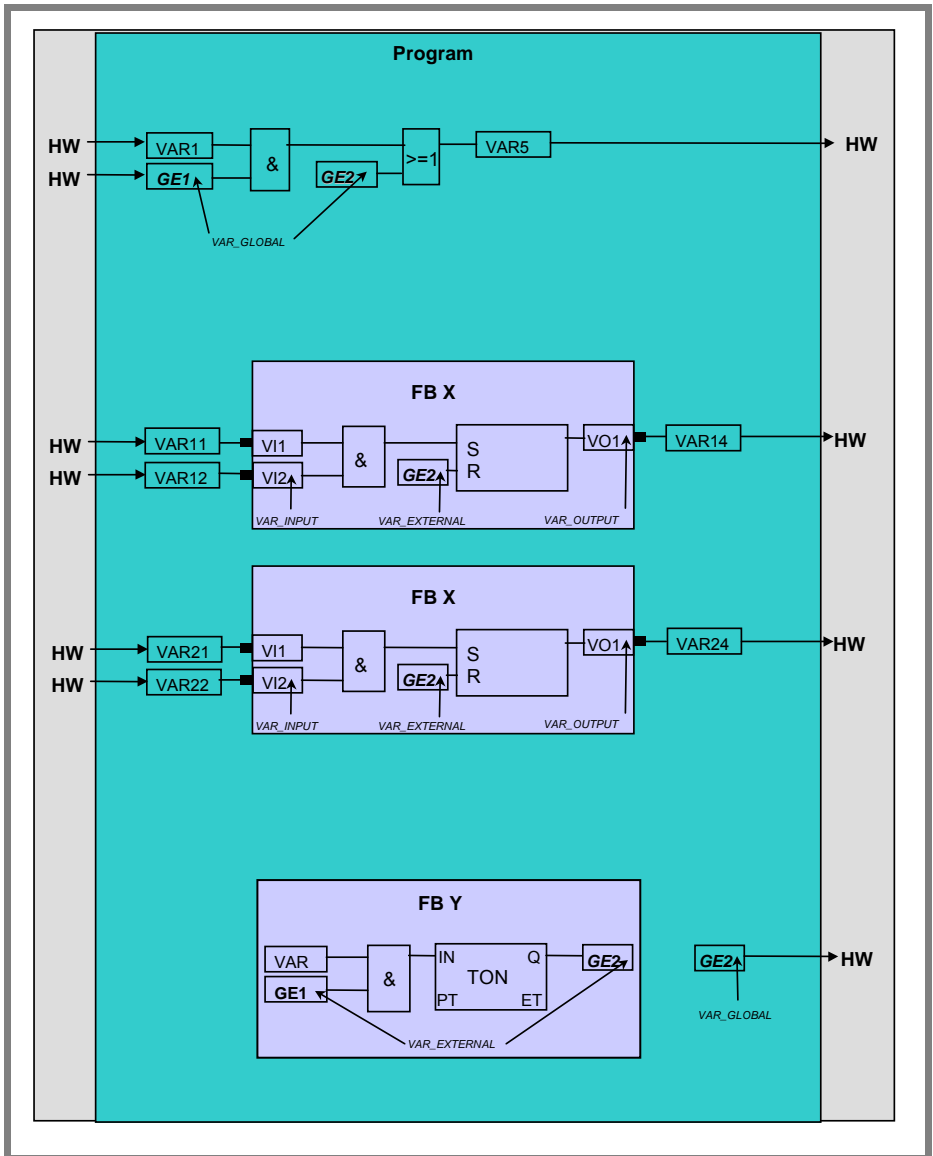 Program
HW VAR1 & >=1 VAR5 HW
HW GE1 GE2
VAR_GLOBAL
FB X
HW VAR11 VI1 & S VO1 VAR14 HW
HW VAR12 VI2 GE2 R
VAR_INPUT VAR_EXTERNAL VAR_OUTPUT
FB X
HW VAR21 VI1 & S VO1 VAR24 HW
HW VAR22 VI2 GE2 R
VAR_INPUT VAR_EXTERNAL VAR_OUTPUT
FB Y
VAR & IN Q GE2 GE2 HW
TON
GE1 PT ET
VAR_GLOBAL
VAR_EXTERNAL